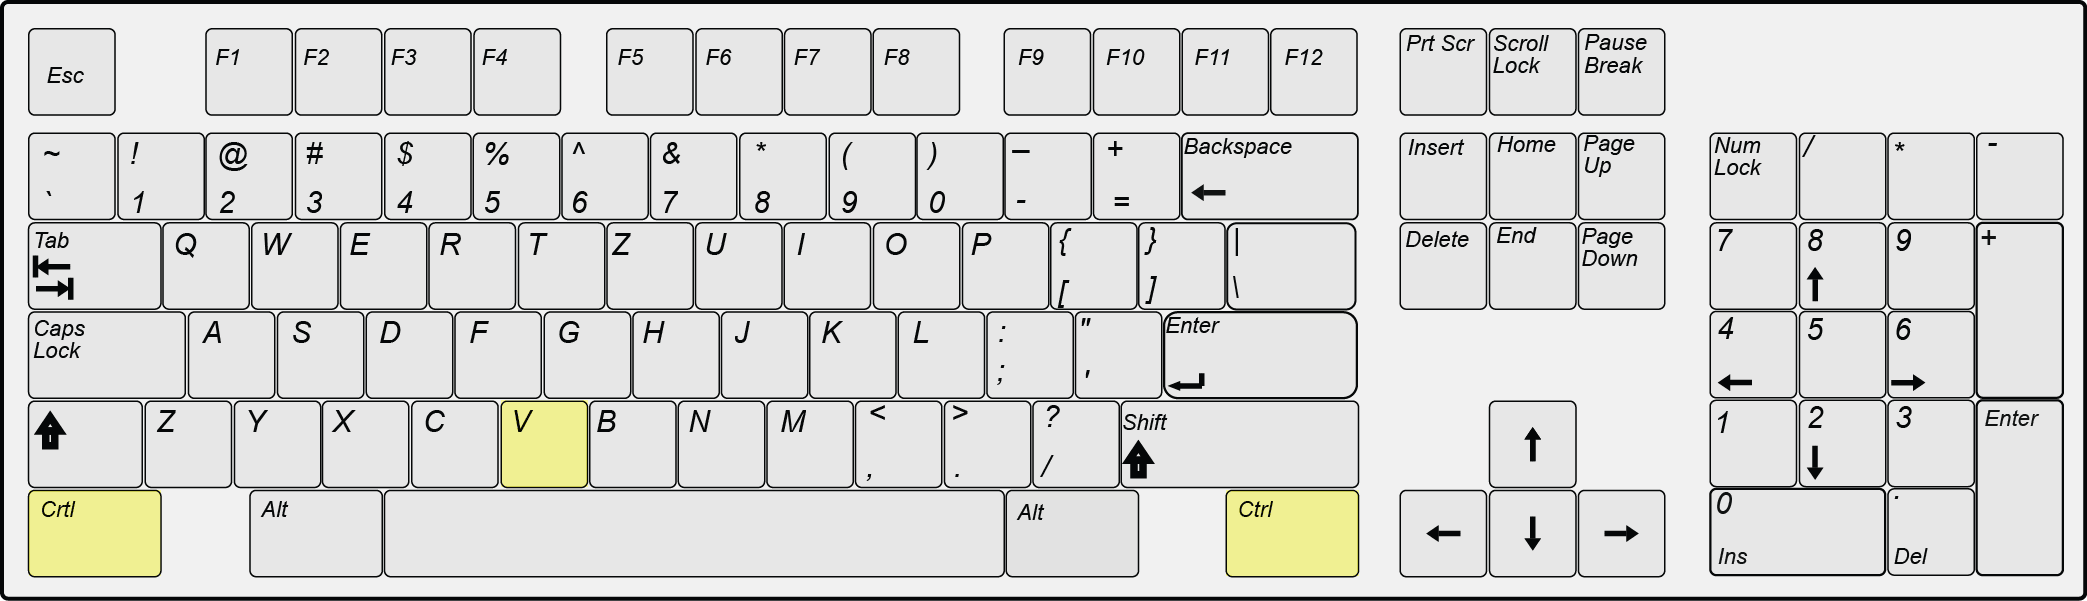 Esc F1 F2 F3 F4 F5 F6 F7 F8 F9 F10 F11 F12 Prt Scr Scroll Lock Pause Break
~ ` ! 1 @ 2 # 3 $ 4 % 5 ^ 6 & 7 * 8 ( 9 ) 0 – - + = Backspace Insert Home Page Up Num Lock / * -
Tab Q W E R T Z U I O P { [ } ] | \ Delete End Page Down 7 8 9 +
Caps Lock A S D F G H J K L : ; " ' Enter 4 5 6
Z Y X C V B N M < , > . ? / Shift 1 2 3 Enter
Crtl Alt Alt Ctrl 0 Ins . Del